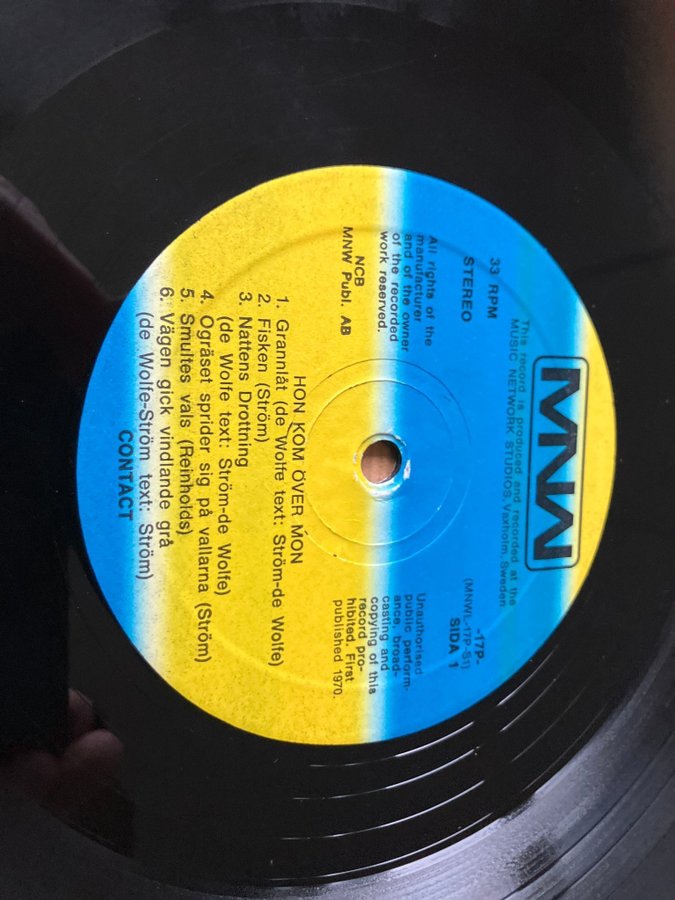 This record is produced and recorded at the
MUSIC NETWORK STUDIOS, Vaxholm, Sweden
MNW
33 RPM
STEREO
-17P-
(MNWL-17P-S1)
SIDA 1
All rights of the
manufacturer
and of the owner
of the recorded
work reserved.
Unauthorised
public perform-
ance, broad-
casting and
copying of this
record pro-
hibited. First
published 1970.
NCB
MNW Publ. AB
HON KOM ÖVER MON
1. Grannlåt (de Wolfe text: Ström-de Wolfe)
2. Fisken (Ström)
3. Nattens Drottning
(de Wolfe text: Ström-de Wolfe)
4. Ogräset sprider sig på vallarna (Ström)
5. Smultes vals (Reinholds)
6. Vägen gick vindlande grå
(de Wolfe-Ström text: Ström)
CONTACT